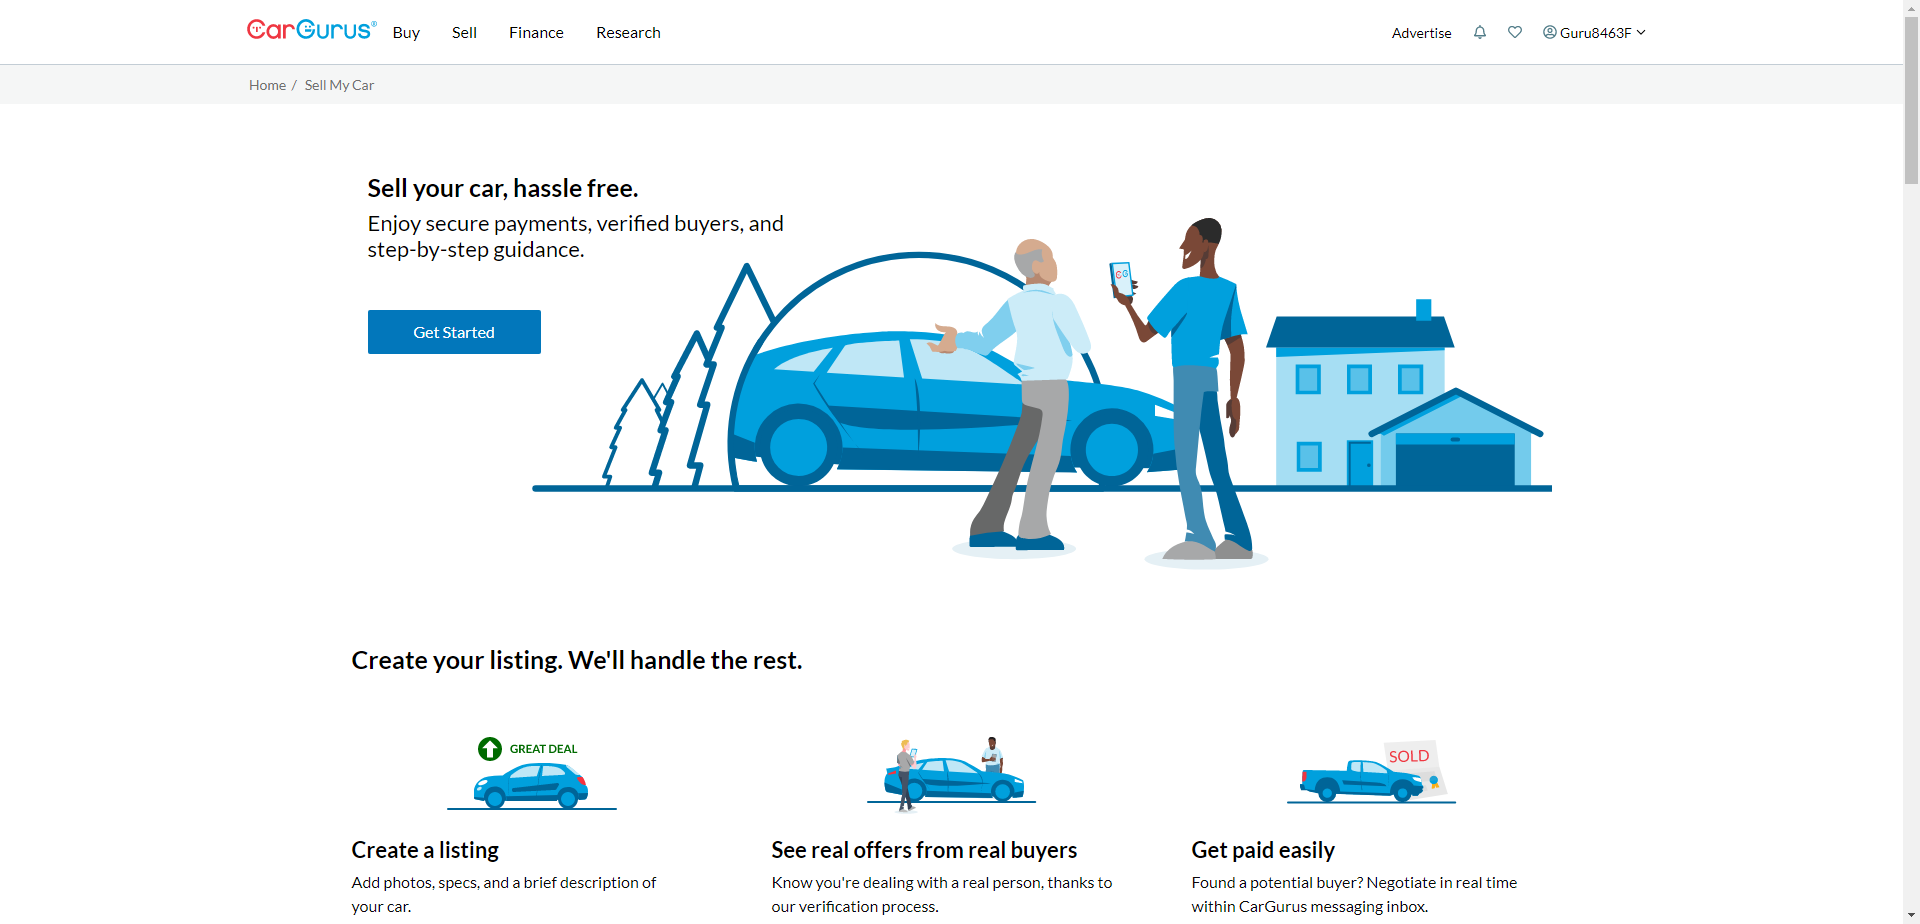 CarGurus®
Buy
Sell
Finance
Research
Advertise
Guru8463F
Home / Sell My Car
Sell your car, hassle free.
Enjoy secure payments, verified buyers, and
step-by-step guidance.
Get Started
CG
Create your listing. We'll handle the rest.
GREAT DEAL
SOLD
Create a listing
Add photos, specs, and a brief description of
your car.
See real offers from real buyers
Know you're dealing with a real person, thanks to
our verification process.
Get paid easily
Found a potential buyer? Negotiate in real time
within CarGurus messaging inbox.